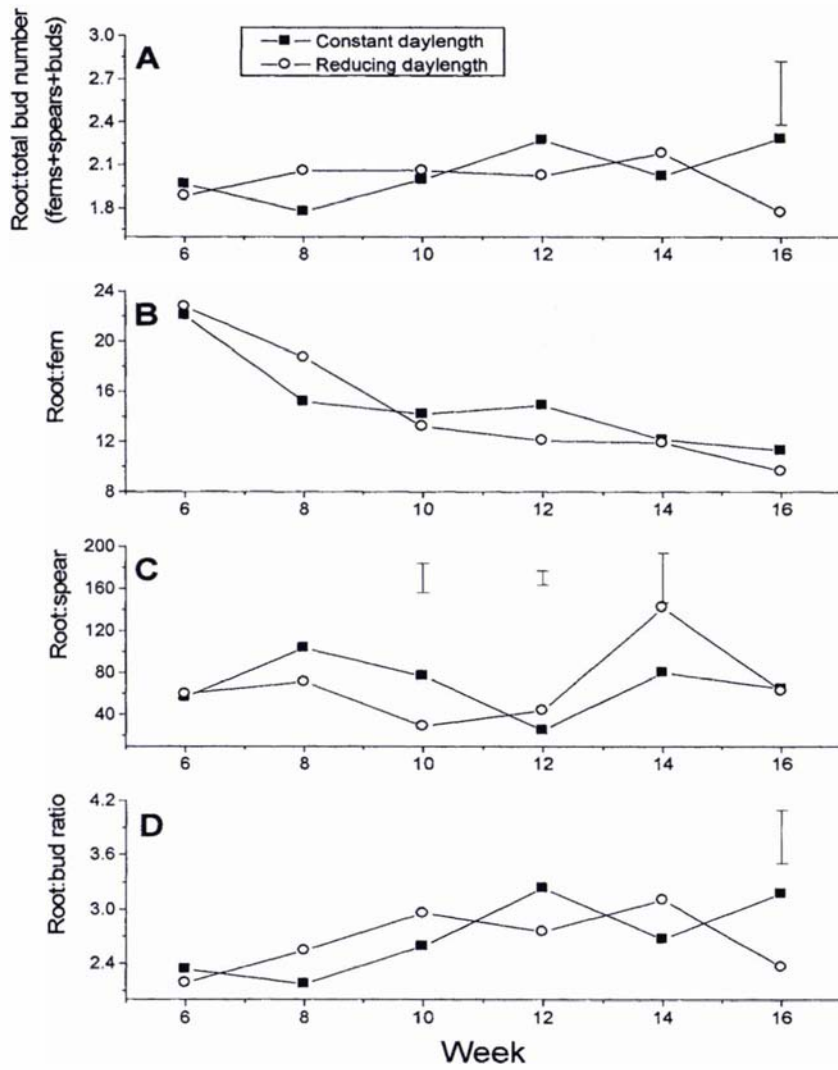 Root:total bud number
(ferns+spears+buds)
A
Constant daylength
Reducing daylength
3.0
2.7
2.4
2.1
1.8
6 8 10 12 14 16
Root:fern
B
24
20
16
12
8
6 8 10 12 14 16
Root:spear
C
200
160
120
80
40
6 8 10 12 14 16
Root:bud ratio
D
4.2
3.6
3.0
2.4
6 8 10 12 14 16
Week